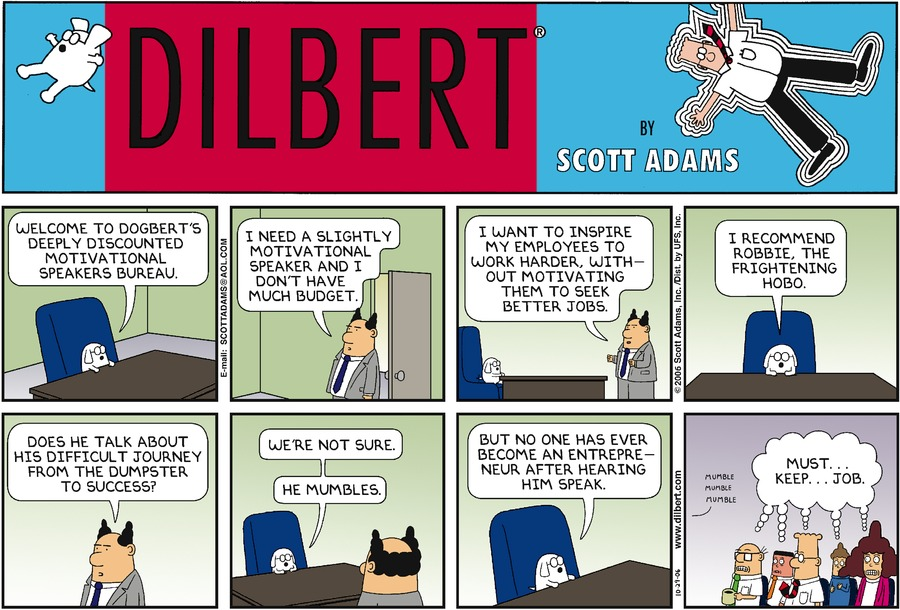 DILBERT®
BY
SCOTT ADAMS
WELCOME TO DOGBERT'S
DEEPLY DISCOUNTED
MOTIVATIONAL
SPEAKERS BUREAU.
E-mail: SCOTTADAMS@AOL.COM
I NEED A SLIGHTLY
MOTIVATIONAL
SPEAKER AND I
DON'T HAVE
MUCH BUDGET.
I WANT TO INSPIRE
MY EMPLOYEES TO
WORK HARDER, WITH-
OUT MOTIVATING
THEM TO SEEK
BETTER JOBS.
© 2006 Scott Adams, Inc./Dist. by UFS, Inc.
I RECOMMEND
ROBBIE, THE
FRIGHTENING
HOBO.
DOES HE TALK ABOUT
HIS DIFFICULT JOURNEY
FROM THE DUMPSTER
TO SUCCESS?
WE'RE NOT SURE.
HE MUMBLES.
BUT NO ONE HAS EVER
BECOME AN ENTREPRE-
NEUR AFTER HEARING
HIM SPEAK.
10-29-06 www.dilbert.com
MUMBLE
MUMBLE
MUMBLE
MUST...
KEEP... JOB.